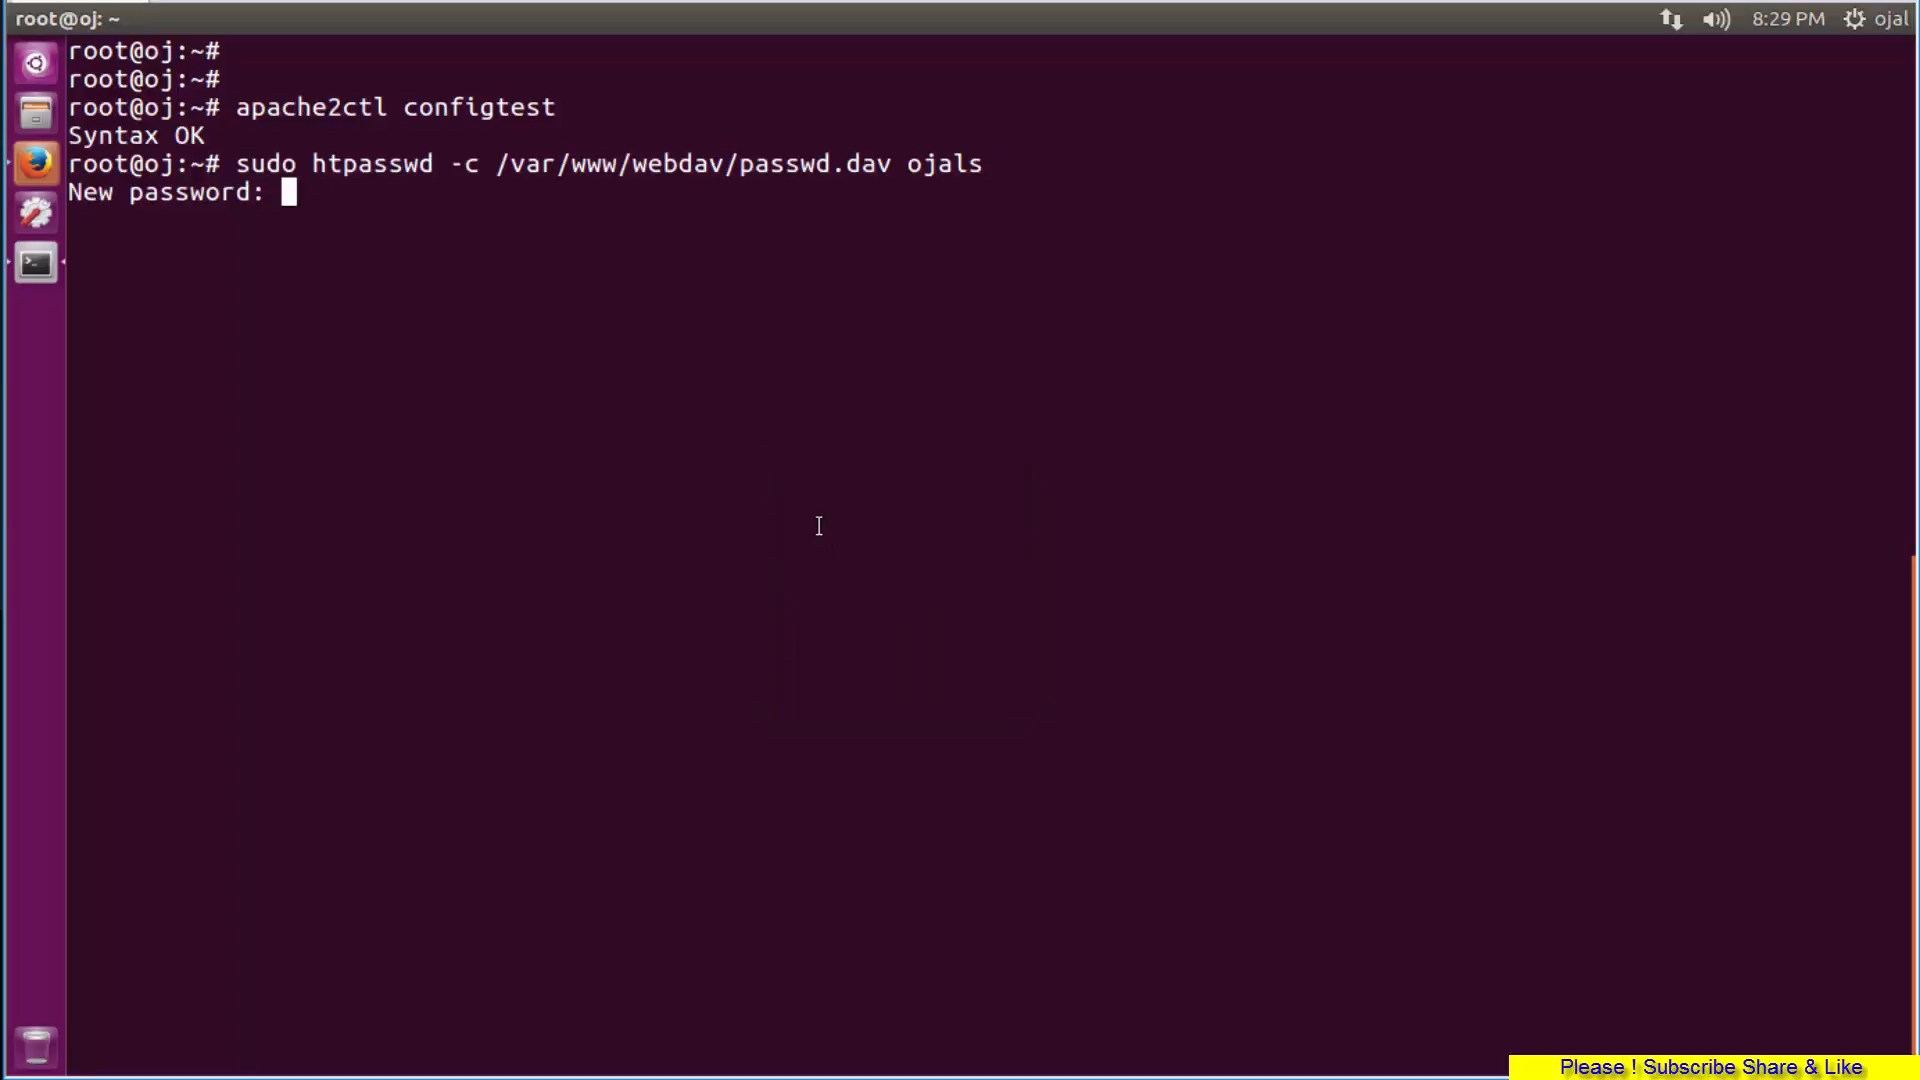 root@oj: ~
8:29 PM
ojal
root@oj:~#
root@oj:~#
root@oj:~# apache2ctl configtest
Syntax OK
root@oj:~# sudo htpasswd -c /var/www/webdav/passwd.dav ojals
New password:
Please ! Subscribe Share & Like